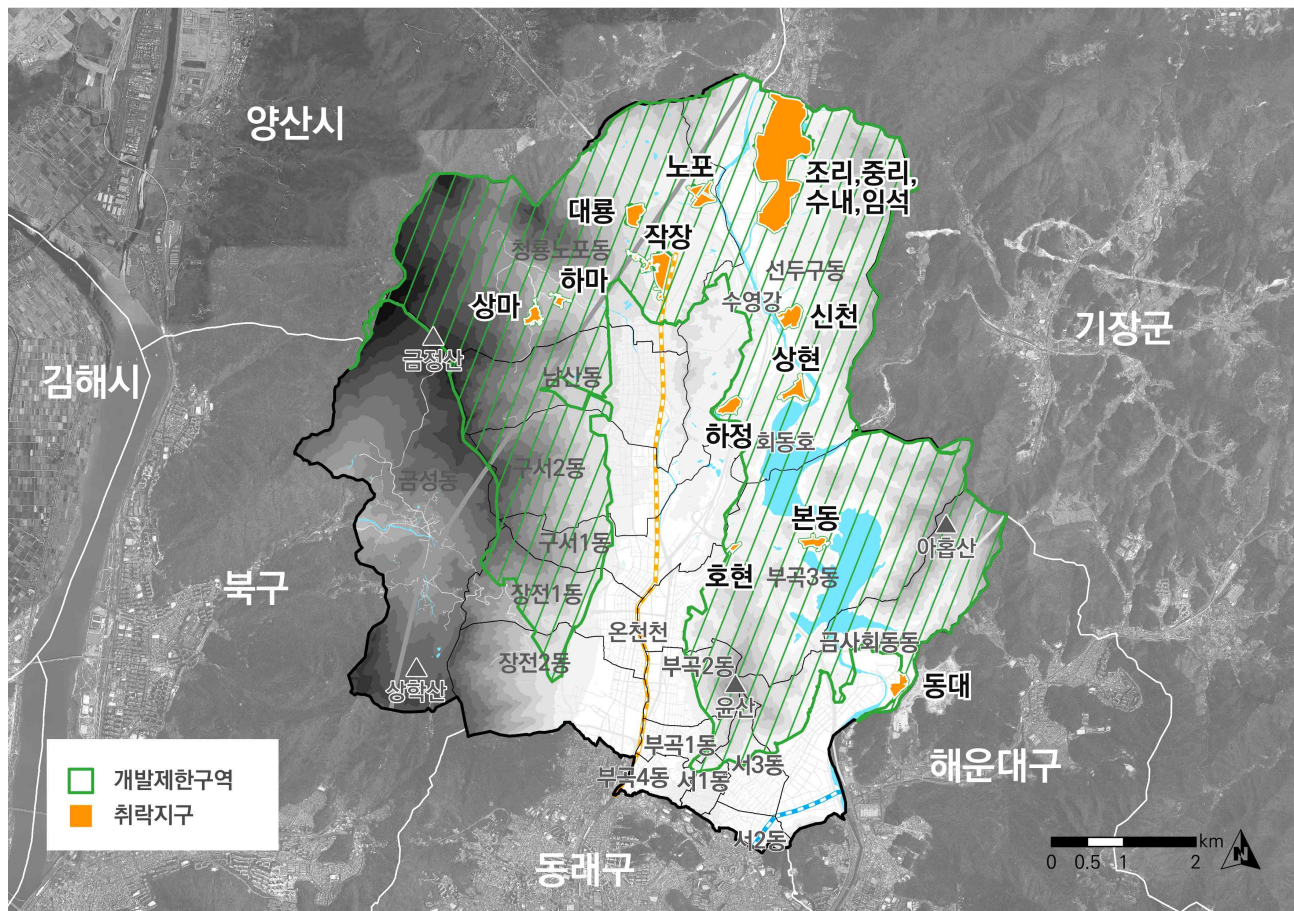 양산시
노포
조리,중리,
수내,임석
대룡
작장
청룡노포동
선두구동
하마
상마
수영강
신천
기장군
금정산
상현
김해시
남산동
하정
회동호
구서2동
금성동
본동
구서1동
아홉산
호현
부곡3동
북구
장전1동
온천천
금사회동동
장전2동
부곡2동
상학산
윤산
동대
부곡1동
서3동
해운대구
개발제한구역
부곡4동
서1동
취락지구
서2동
동래구
km
0 0.5 1 2
N